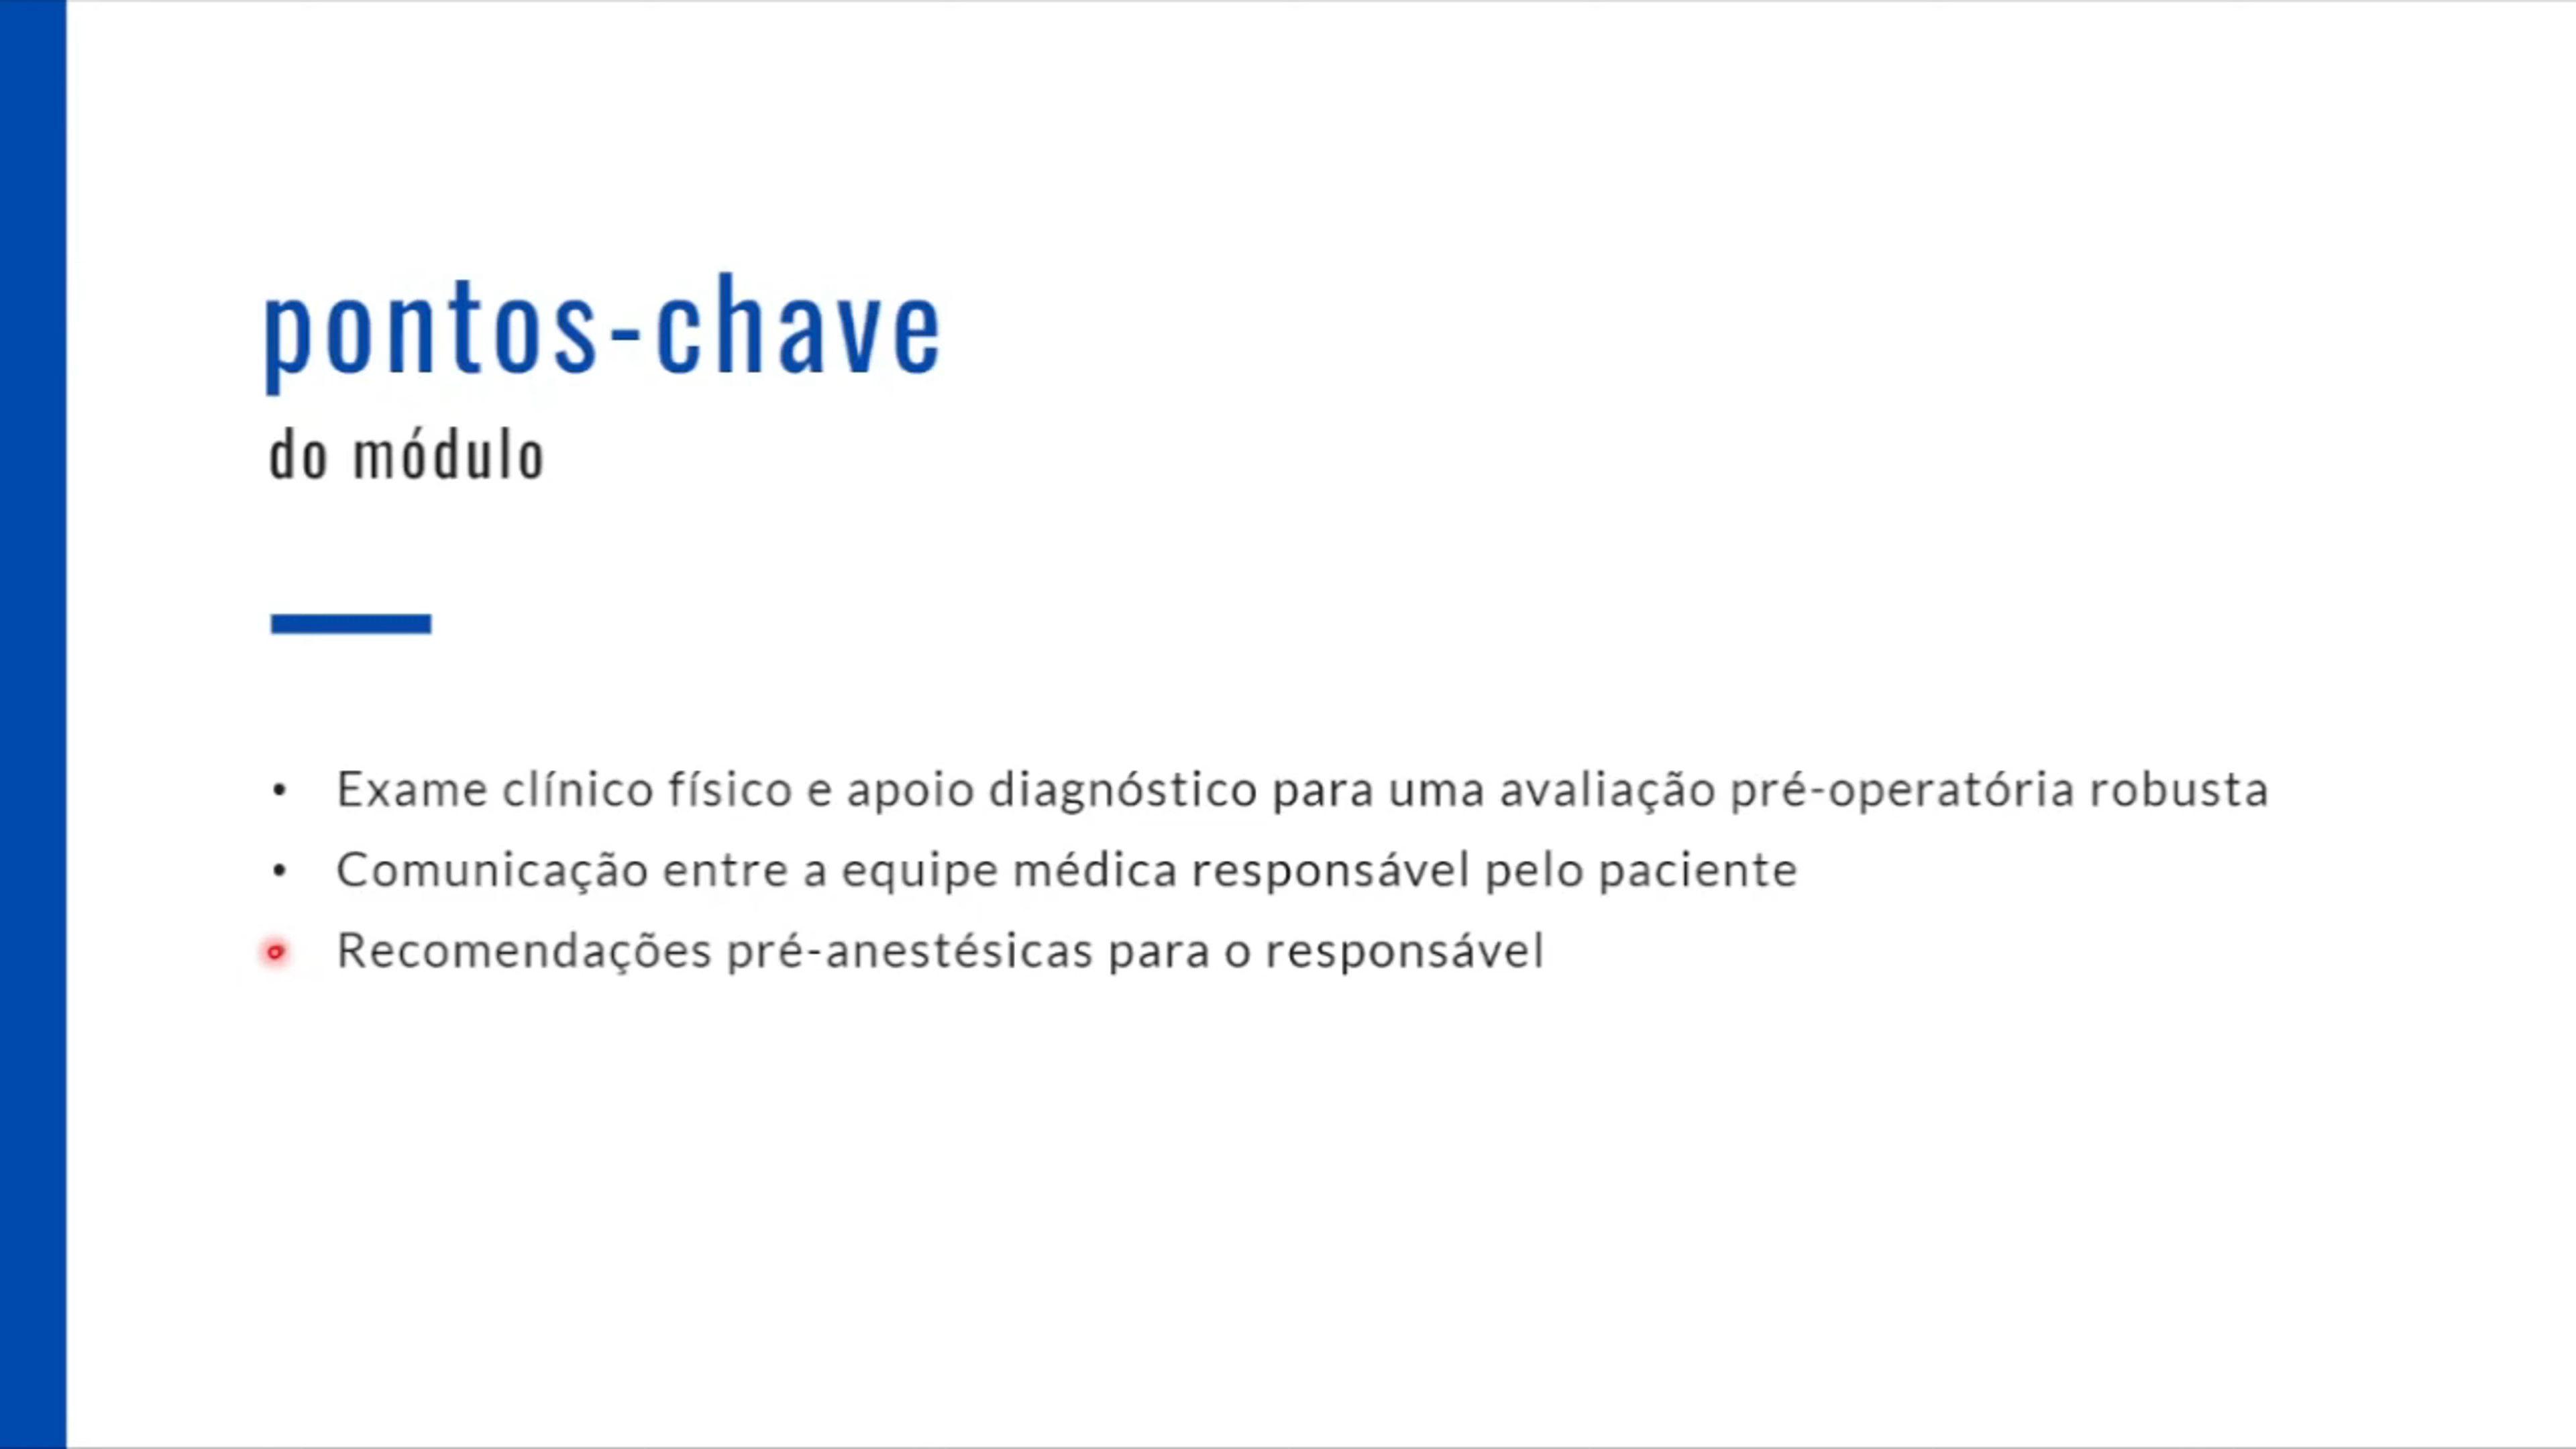 pontos-chave
do módulo
• Exame clínico físico e apoio diagnóstico para uma avaliação pré-operatória robusta
• Comunicação entre a equipe médica responsável pelo paciente
• Recomendações pré-anestésicas para o responsável